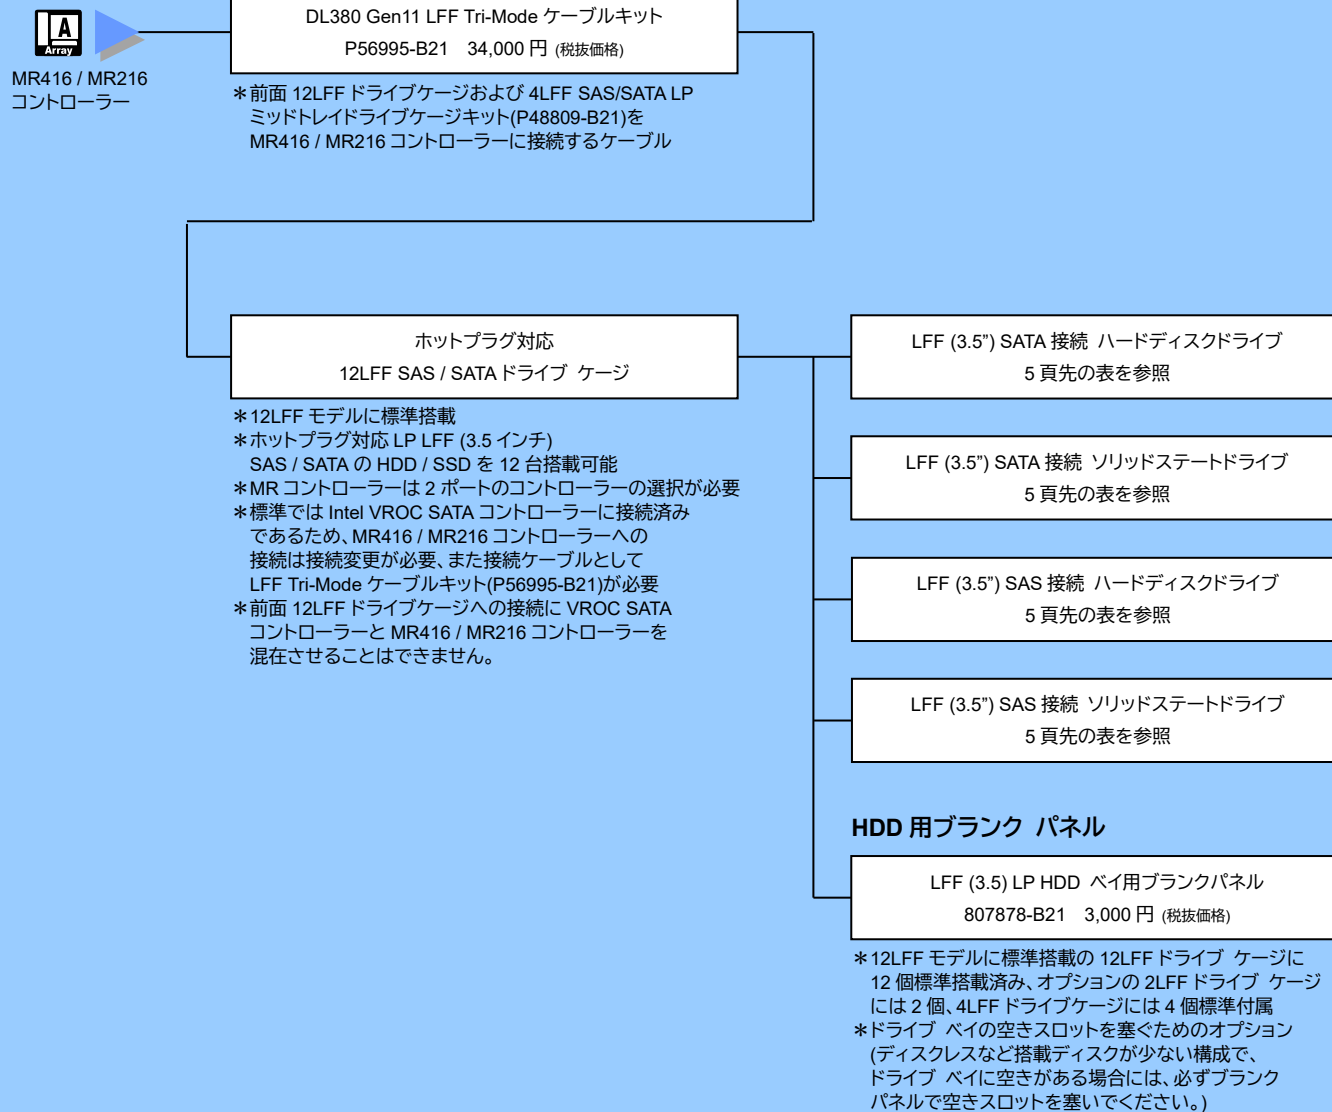 A
Array
MR416 / MR216
コントローラー
DL380 Gen11 LFF Tri-Mode ケーブルキット
P56995-B21 34,000 円 (税抜価格)
＊前面 12LFF ドライブケージおよび 4LFF SAS/SATA LP
ミッドトレイドライブケージキット(P48809-B21)を
MR416 / MR216 コントローラーに接続するケーブル
ホットプラグ対応
12LFF SAS / SATA ドライブ ケージ
＊12LFF モデルに標準搭載
＊ホットプラグ対応 LP LFF (3.5 インチ)
SAS / SATA の HDD / SSD を 12 台搭載可能
＊MR コントローラーは 2 ポートのコントローラーの選択が必要
＊標準では Intel VROC SATA コントローラーに接続済み
であるため、MR416 / MR216 コントローラーへの
接続は接続変更が必要、また接続ケーブルとして
LFF Tri-Mode ケーブルキット(P56995-B21)が必要
＊前面 12LFF ドライブケージへの接続に VROC SATA
コントローラーと MR416 / MR216 コントローラーを
混在させることはできません。
LFF (3.5”) SATA 接続 ハードディスクドライブ
5 頁先の表を参照
LFF (3.5”) SATA 接続 ソリッドステートドライブ
5 頁先の表を参照
LFF (3.5”) SAS 接続 ハードディスクドライブ
5 頁先の表を参照
LFF (3.5”) SAS 接続 ソリッドステートドライブ
5 頁先の表を参照
HDD 用ブランク パネル
LFF (3.5) LP HDD ベイ用ブランクパネル
807878-B21 3,000 円 (税抜価格)
＊12LFF モデルに標準搭載の 12LFF ドライブ ケージに
12 個標準搭載済み、オプションの 2LFF ドライブ ケージ
には 2 個、4LFF ドライブケージには 4 個標準付属
＊ドライブ ベイの空きスロットを塞ぐためのオプション
(ディスクレスなど搭載ディスクが少ない構成で、
ドライブ ベイに空きがある場合には、必ずブランク
パネルで空きスロットを塞いでください。)